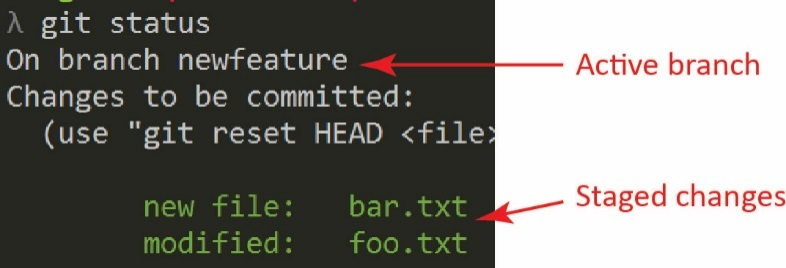 λ git status
On branch newfeature
Active branch
Changes to be committed:
(use "git reset HEAD <file>
Staged changes
new file: bar.txt
modified: foo.txt